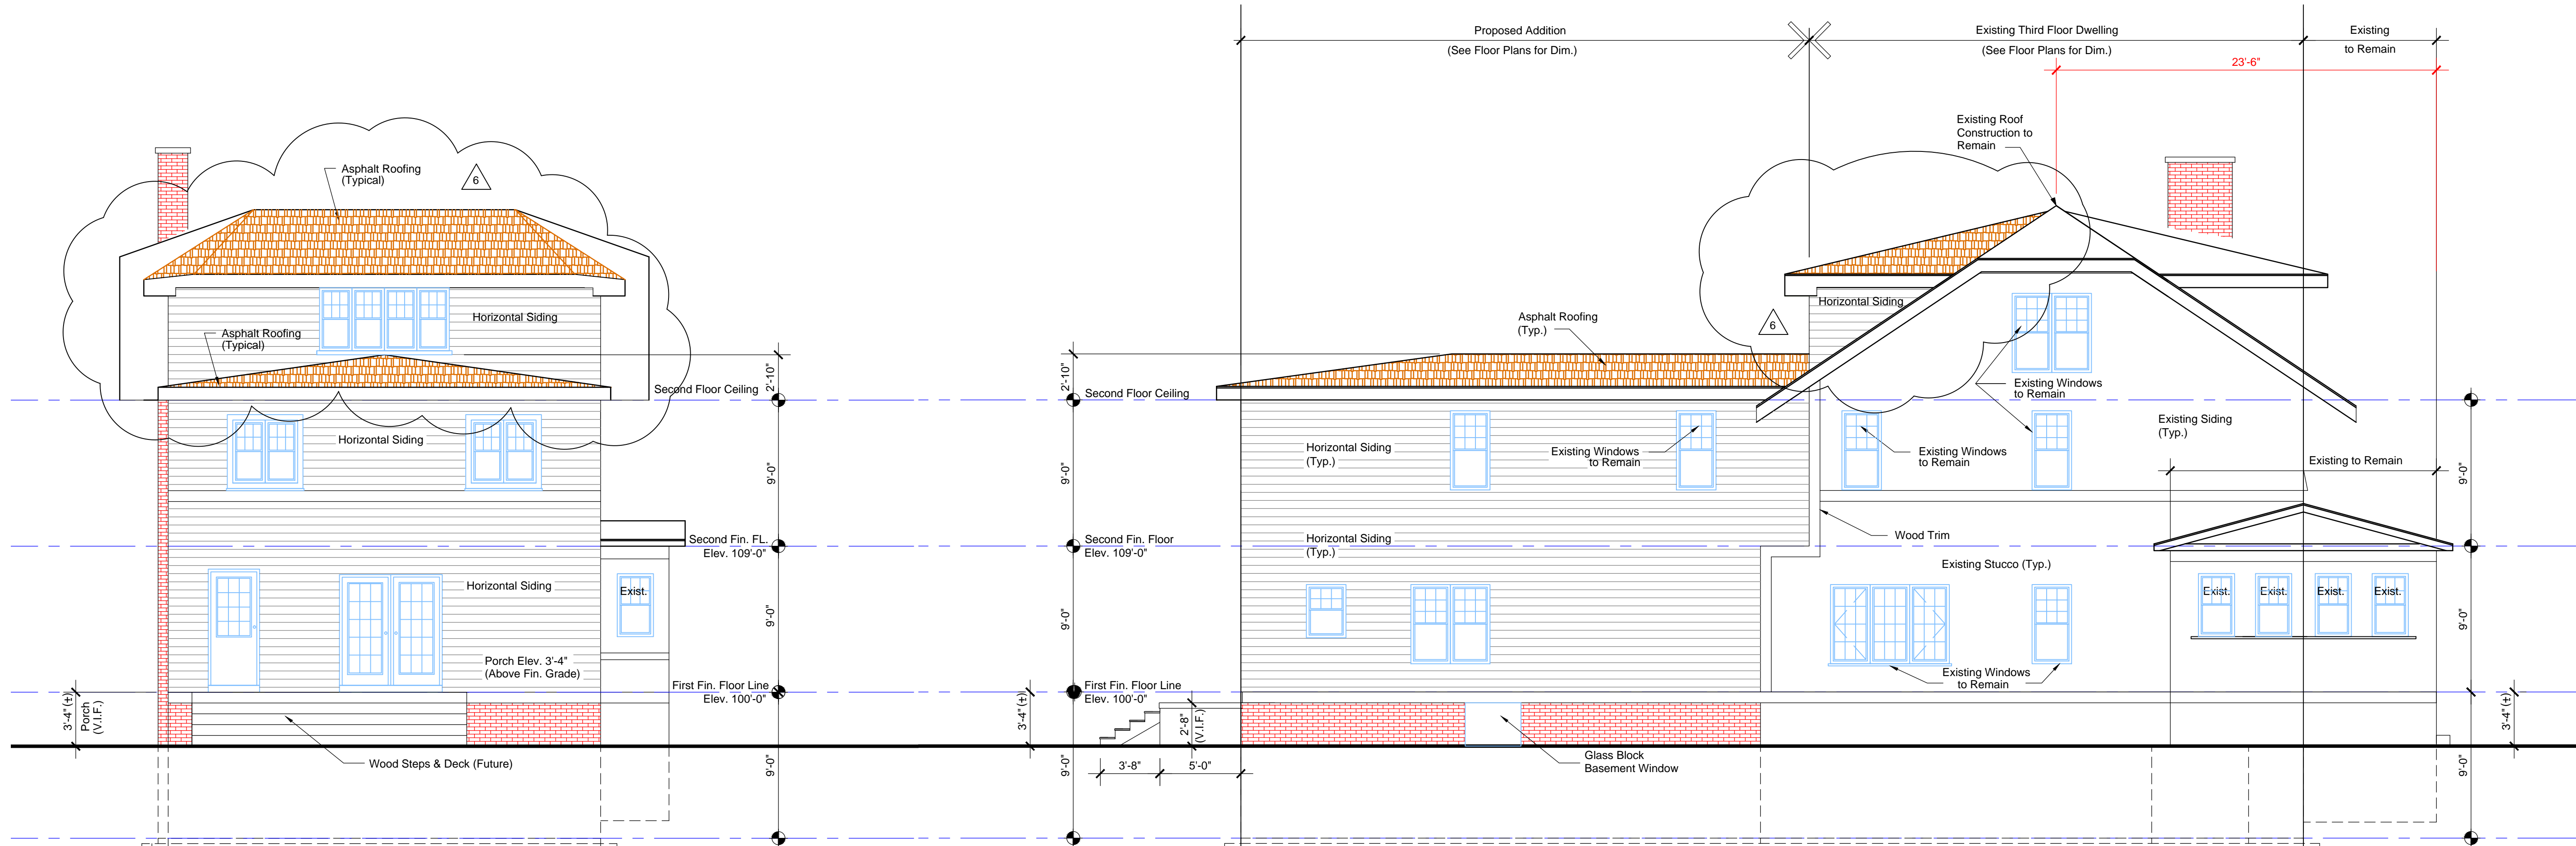 Asphalt Roofing
(Typical)
6
Horizontal Siding
Asphalt Roofing
(Typical)
Second Floor Ceiling
2'-10"
Horizontal Siding
9'-0"
Second Fin. FL.
Elev. 109'-0"
Horizontal Siding
Exist.
9'-0"
Porch Elev. 3'-4"
(Above Fin. Grade)
First Fin. Floor Line
Elev. 100'-0"
3'-4" (±)
Porch
(V.I.F.)
Wood Steps & Deck (Future)
9'-0"
Proposed Addition
(See Floor Plans for Dim.)
Existing Third Floor Dwelling
(See Floor Plans for Dim.)
Existing
to Remain
23'-6"
Existing Roof
Construction to
Remain
Horizontal Siding
6
Asphalt Roofing
(Typ.)
2'-10"
Second Floor Ceiling
Existing Windows
to Remain
Existing Siding
(Typ.)
Horizontal Siding
(Typ.)
Existing Windows
to Remain
Existing Windows
to Remain
Existing to Remain
9'-0"
9'-0"
Second Fin. Floor
Elev. 109'-0"
Horizontal Siding
(Typ.)
Wood Trim
Existing Stucco (Typ.)
Exist.
Exist.
Exist.
Exist.
9'-0"
9'-0"
First Fin. Floor Line
Elev. 100'-0"
Existing Windows
to Remain
3'-4" (±)
2'-8"
(V.I.F.)
3'-4" (±)
Glass Block
Basement Window
9'-0"
3'-8"
5'-0"
9'-0"